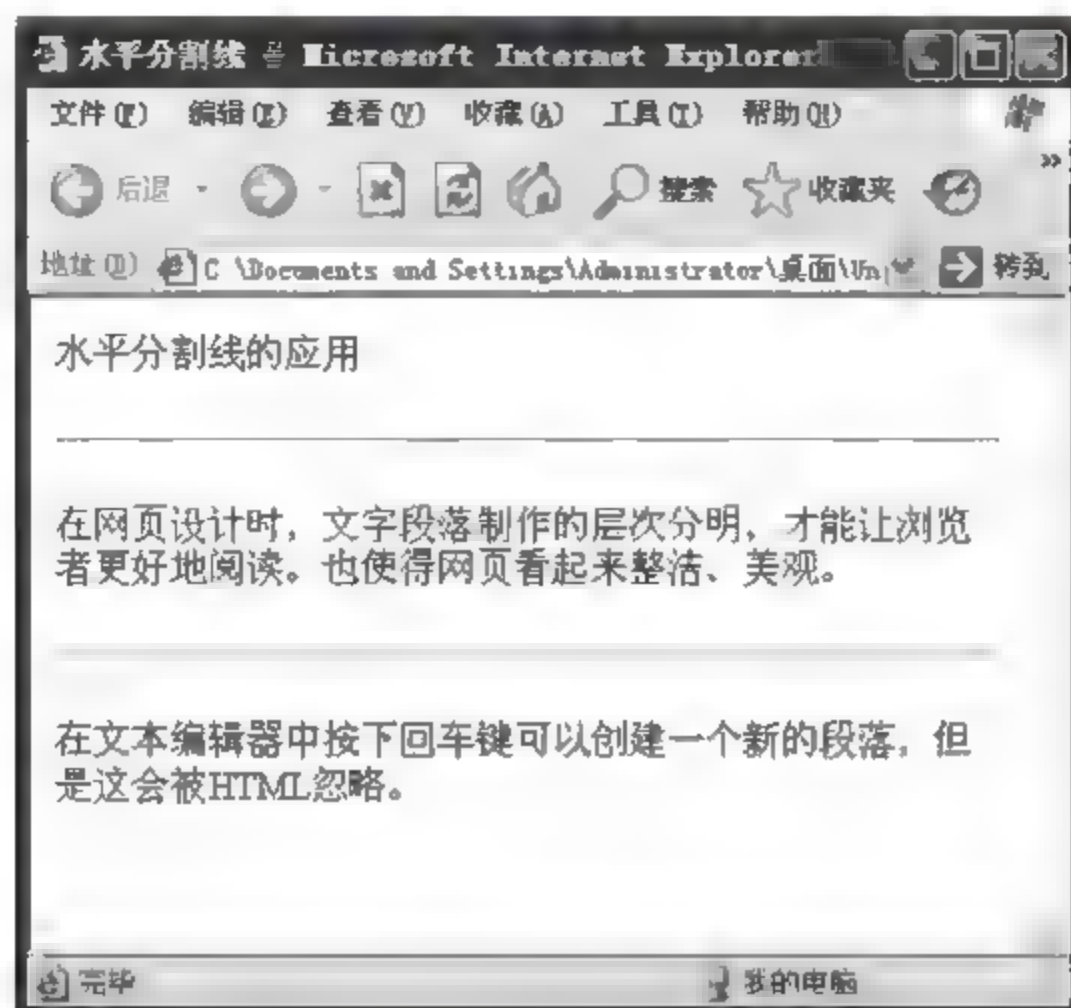 水平分割线 - Microsoft Internet Explorer
文件(F) 编辑(E) 查看(V) 收藏(A) 工具(T) 帮助(H)
后退 搜索 收藏夹 »
地址(D) C:\Documents and Settings\Administrator\桌面\Un 转到
水平分割线的应用
在网页设计时，文字段落制作的层次分明，才能让浏览
者更好地阅读。也使得网页看起来整洁、美观。
在文本编辑器中按下回车键可以创建一个新的段落，但
是这会被HTML忽略。
完毕 我的电脑